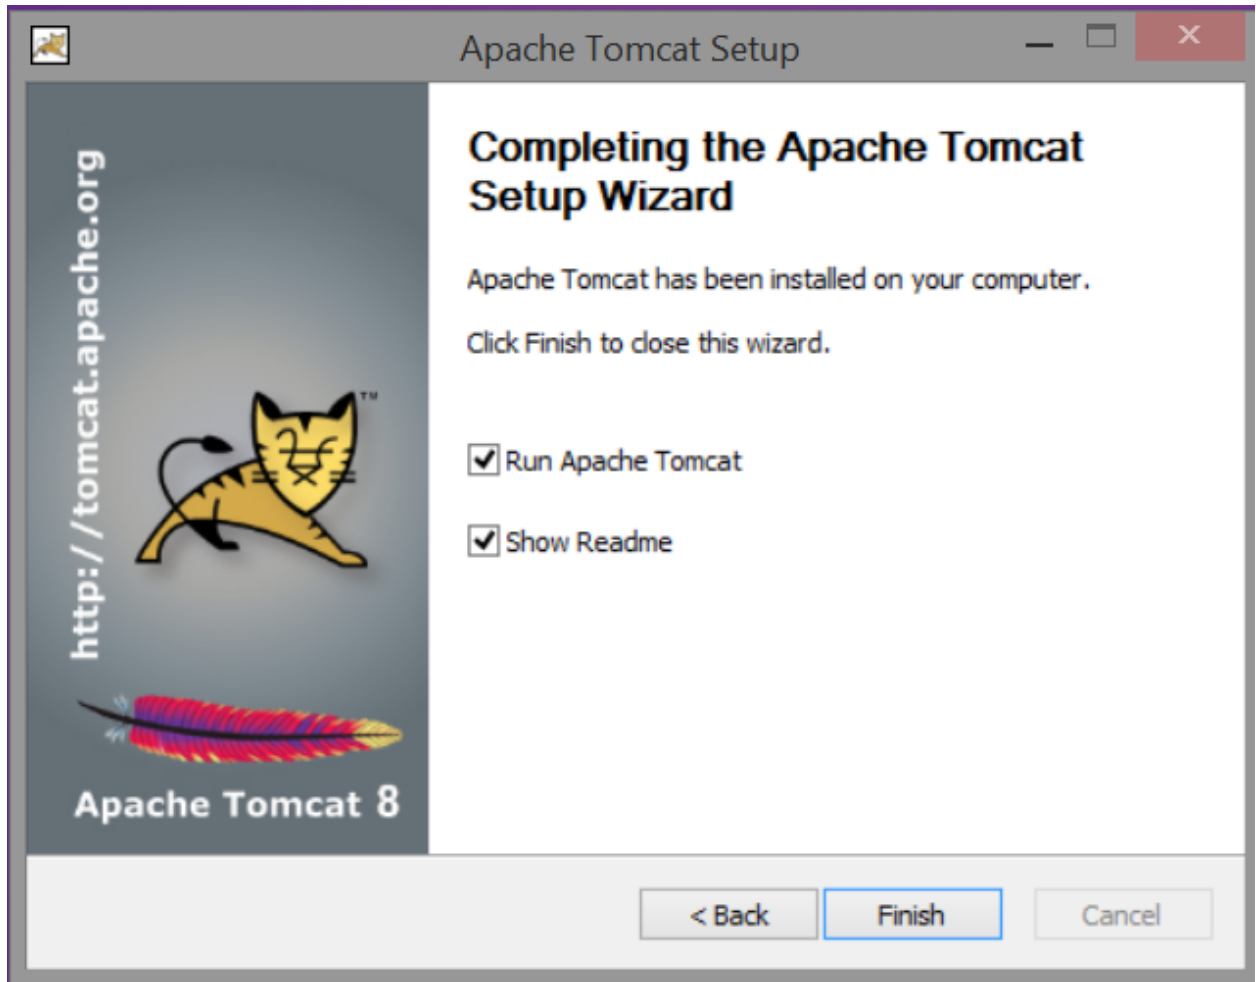 Apache Tomcat Setup
http://tomcat.apache.org
TM
Apache Tomcat 8
Completing the Apache Tomcat
Setup Wizard
Apache Tomcat has been installed on your computer.
Click Finish to close this wizard.
Run Apache Tomcat
Show Readme
< Back
Finish
Cancel